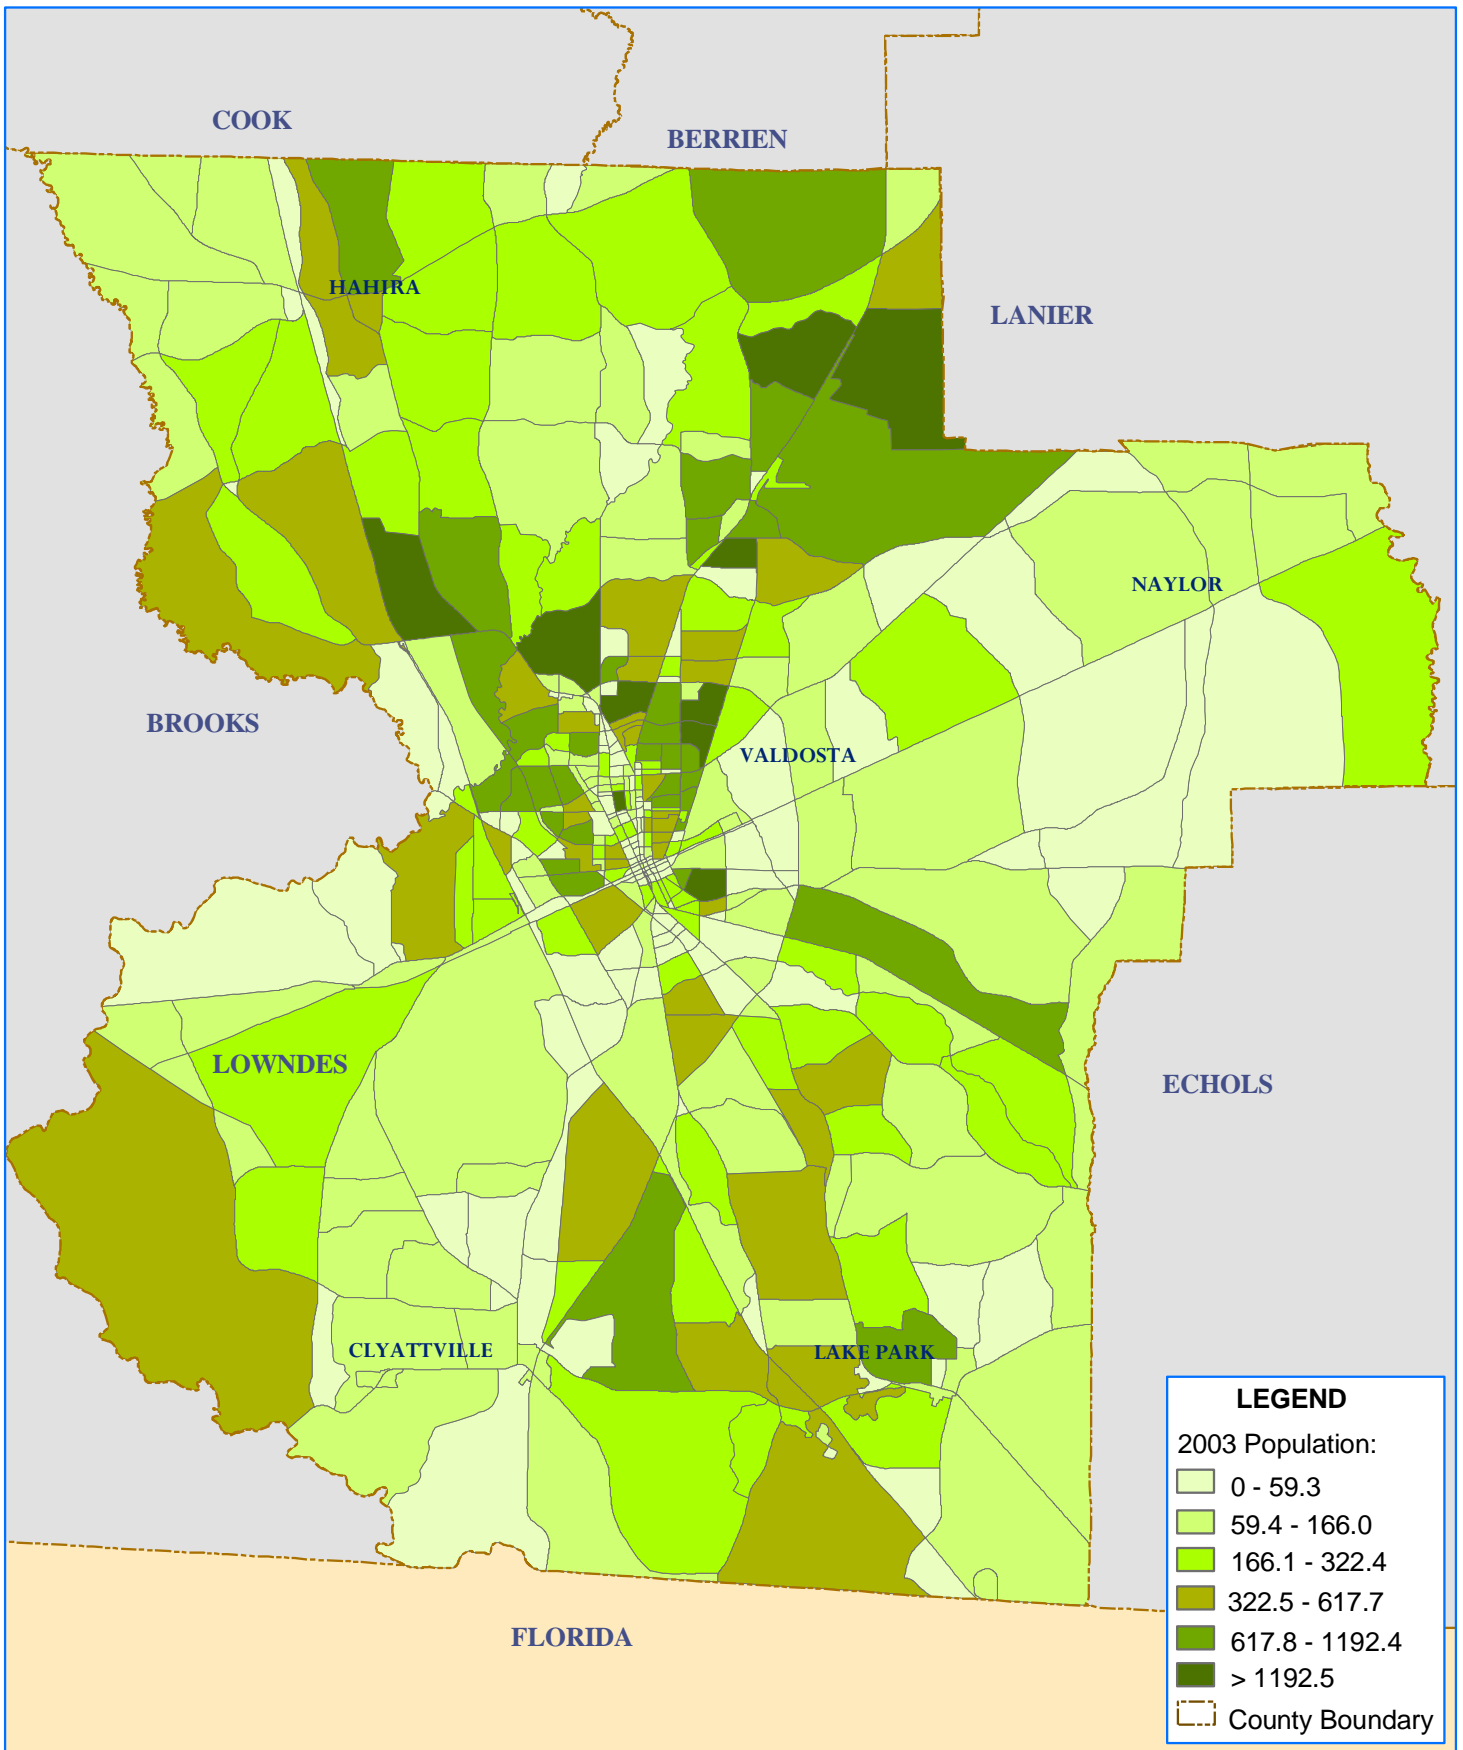 COOK
BERRIEN
HAHIRA
LANIER
NAYLOR
BROOKS
VALDOSTA
LOWNDES
ECHOLS
CLYATTVILLE
LAKE PARK
LEGEND
2003 Population:
0 - 59.3
59.4 - 166.0
166.1 - 322.4
322.5 - 617.7
617.8 - 1192.4
> 1192.5
County Boundary
FLORIDA